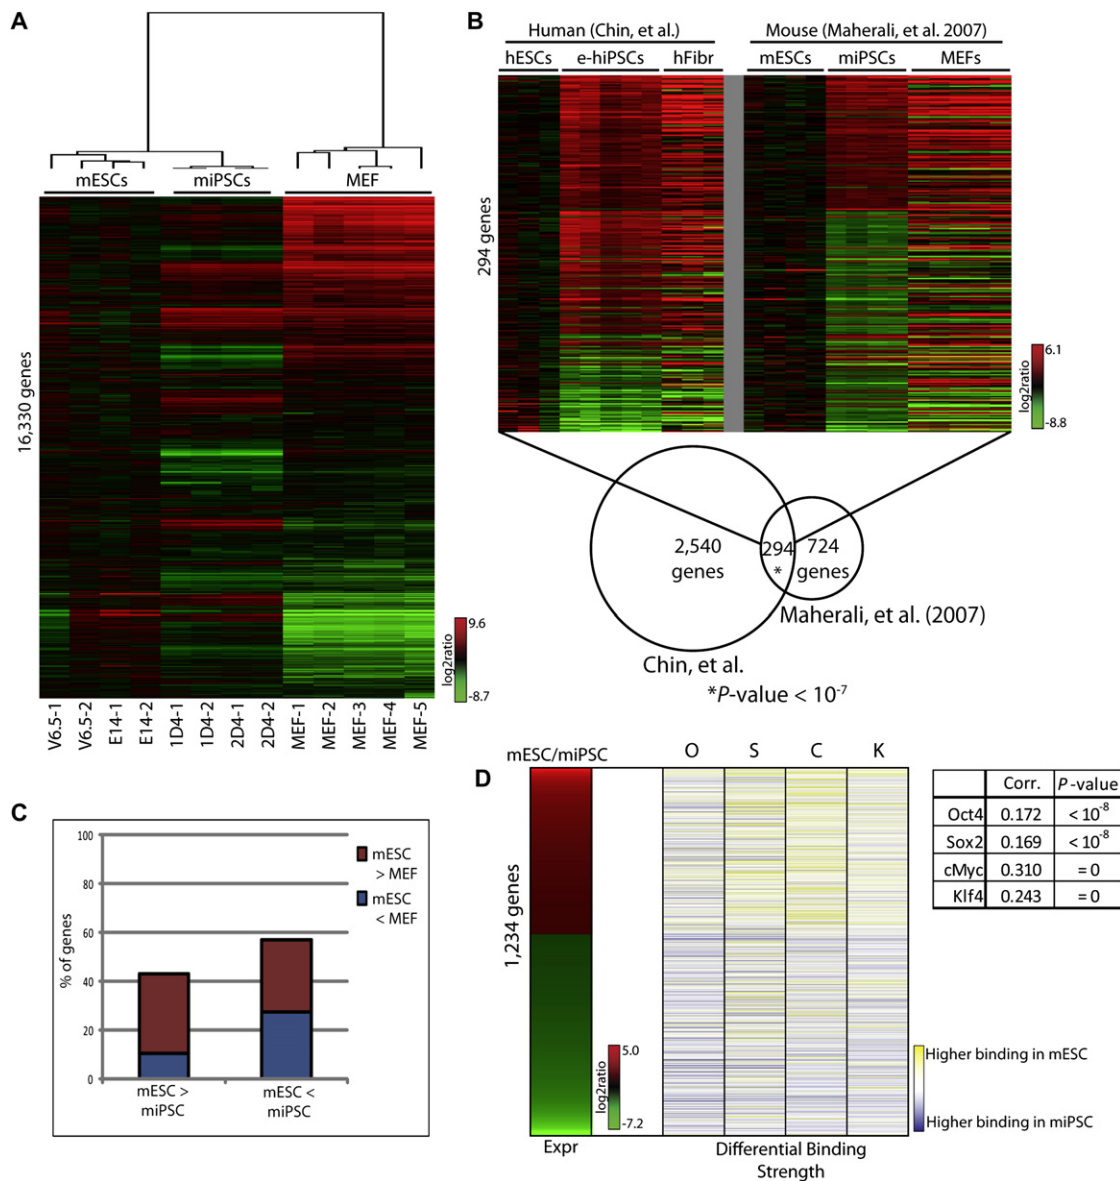 A
mESCs
miPSCs
MEF
16,330 genes
9.6
log2ratio
-8.7
V6.5-1
V6.5-2
E14-1
E14-2
1D4-1
1D4-2
2D4-1
2D4-2
MEF-1
MEF-2
MEF-3
MEF-4
MEF-5
B
Human (Chin, et al.)
Mouse (Maherali, et al. 2007)
hESCs
e-hiPSCs
hFibr
mESCs
miPSCs
MEFs
294 genes
6.1
log2ratio
-8.8
2,540
genes
294
*
724
genes
Maherali, et al. (2007)
Chin, et al.
*P-value < 10-7
C
% of genes
100
80
60
40
20
0
mESC >
miPSC
mESC <
miPSC
mESC
> MEF
mESC
< MEF
D
mESC/miPSC
O
S
C
K
1,234 genes
5.0
log2ratio
-7.2
Expr
Differential Binding
Strength
Higher binding in mESC
Higher binding in miPSC
Corr. P-value
Oct4 0.172 < 10-8
Sox2 0.169 < 10-8
cMyc 0.310 = 0
Klf4 0.243 = 0